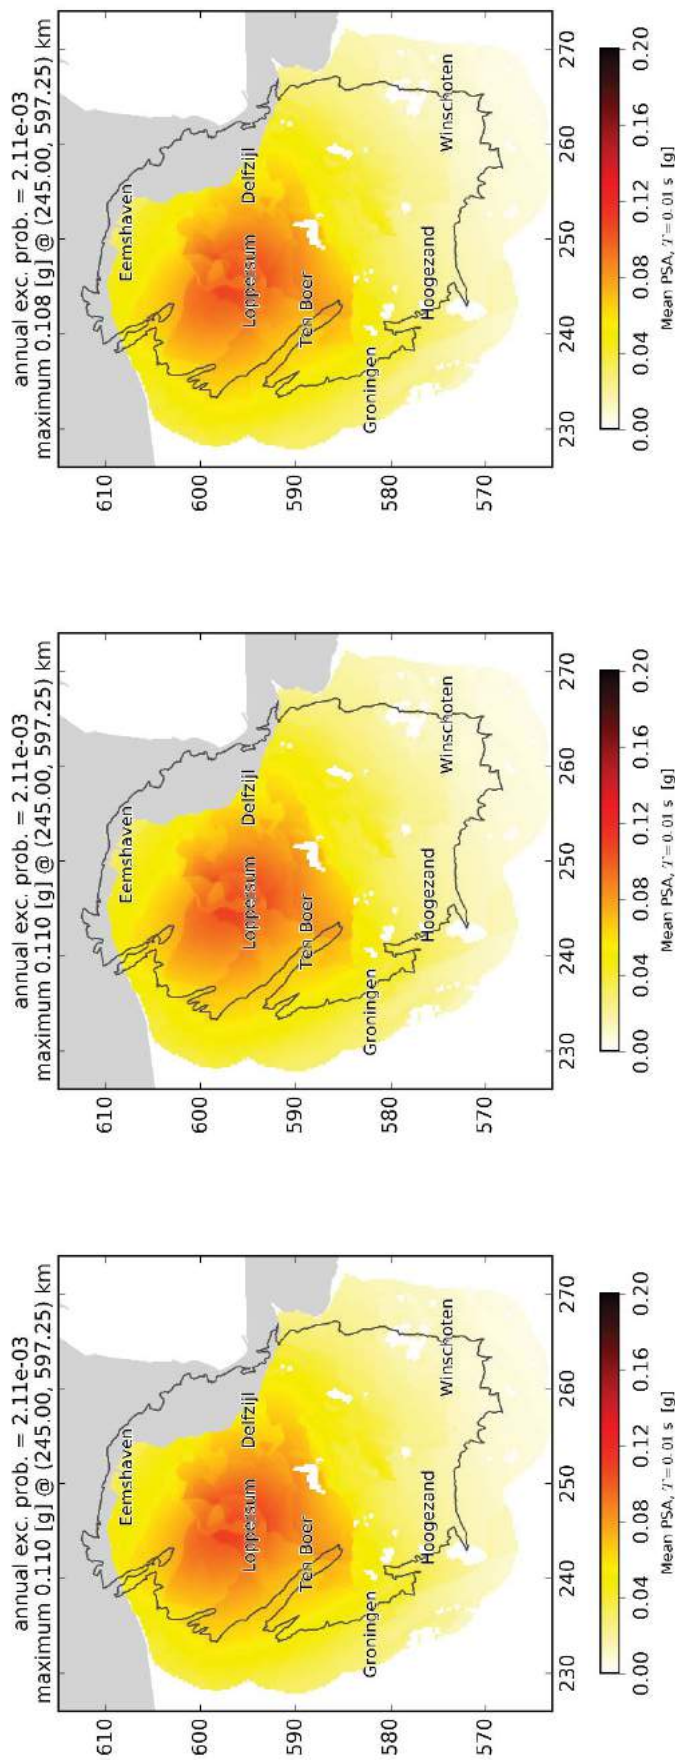 annual exc. prob. = 2.11e-03
maximum 0.110 [g] @ (245.00, 597.25) km
610
600
590
580
570
230
240
250
260
270
Eemshaven
Delfzijl
Loppersum
Ten Boer
Groningen
Hoogezand
Winschoten
0.00 0.04 0.08 0.12 0.16 0.20
Mean PSA, T=0.01 s [g]
annual exc. prob. = 2.11e-03
maximum 0.110 [g] @ (245.00, 597.25) km
610
600
590
580
570
230
240
250
260
270
Eemshaven
Delfzijl
Loppersum
Ten Boer
Groningen
Hoogezand
Winschoten
0.00 0.04 0.08 0.12 0.16 0.20
Mean PSA, T=0.01 s [g]
annual exc. prob. = 2.11e-03
maximum 0.108 [g] @ (245.00, 597.25) km
610
600
590
580
570
230
240
250
260
270
Eemshaven
Delfzijl
Loppersum
Ten Boer
Groningen
Hoogezand
Winschoten
0.00 0.04 0.08 0.12 0.16 0.20
Mean PSA, T=0.01 s [g]